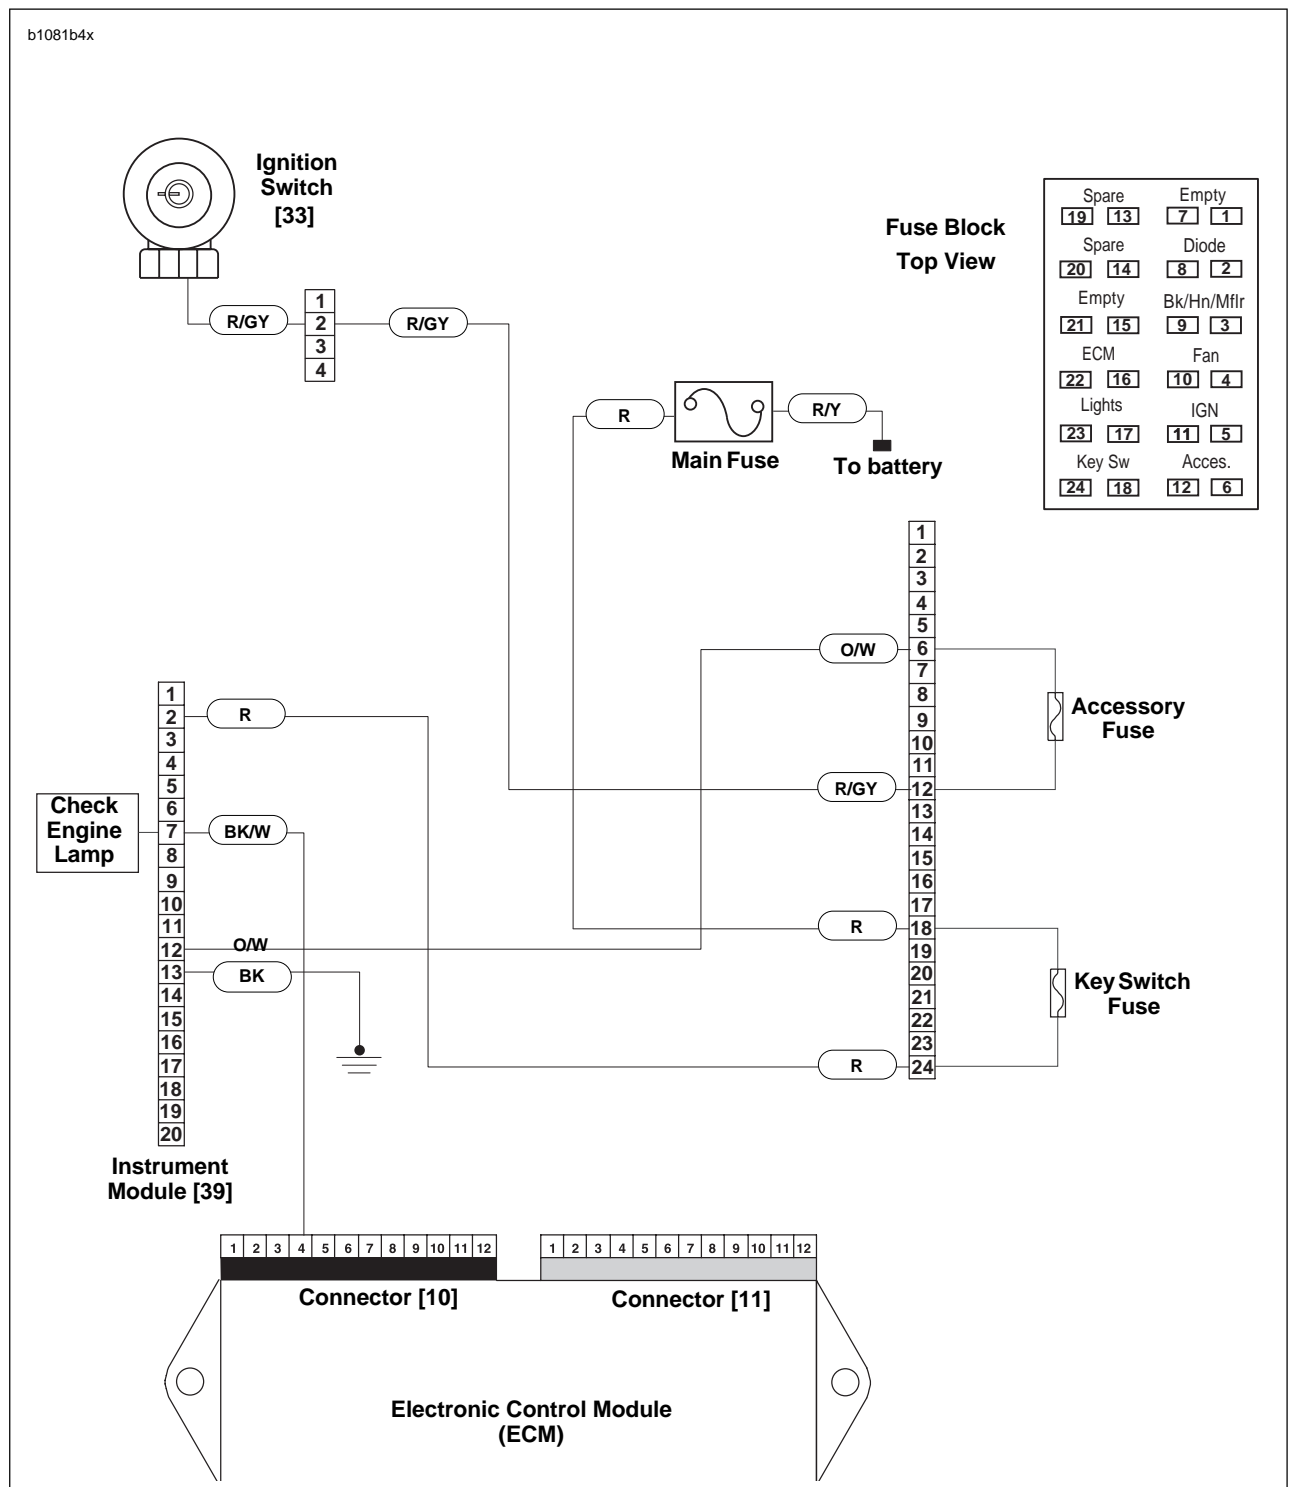 b1081b4x
Ignition
Switch
[33]
Fuse Block
Top View
Spare Empty
19 13 7 1
Spare Diode
20 14 8 2
Empty Bk/Hn/Mflr
21 15 9 3
ECM Fan
22 16 10 4
Lights IGN
23 17 11 5
Key Sw Acces.
24 18 12 6
R/GY
1
2
3
4
R/GY
R
R/Y
Main Fuse
To battery
1
2
3
4
5
6
7
8
9
10
11
12
13
14
15
16
17
18
19
20
21
22
23
24
O/W
R/GY
R
R
Accessory
Fuse
Key Switch
Fuse
1
2
3
4
5
6
7
8
9
10
11
12
13
14
15
16
17
18
19
20
R
BK/W
O/W
BK
Check
Engine
Lamp
Instrument
Module [39]
1 2 3 4 5 6 7 8 9 10 11 12
1 2 3 4 5 6 7 8 9 10 11 12
Connector [10]
Connector [11]
Electronic Control Module
(ECM)